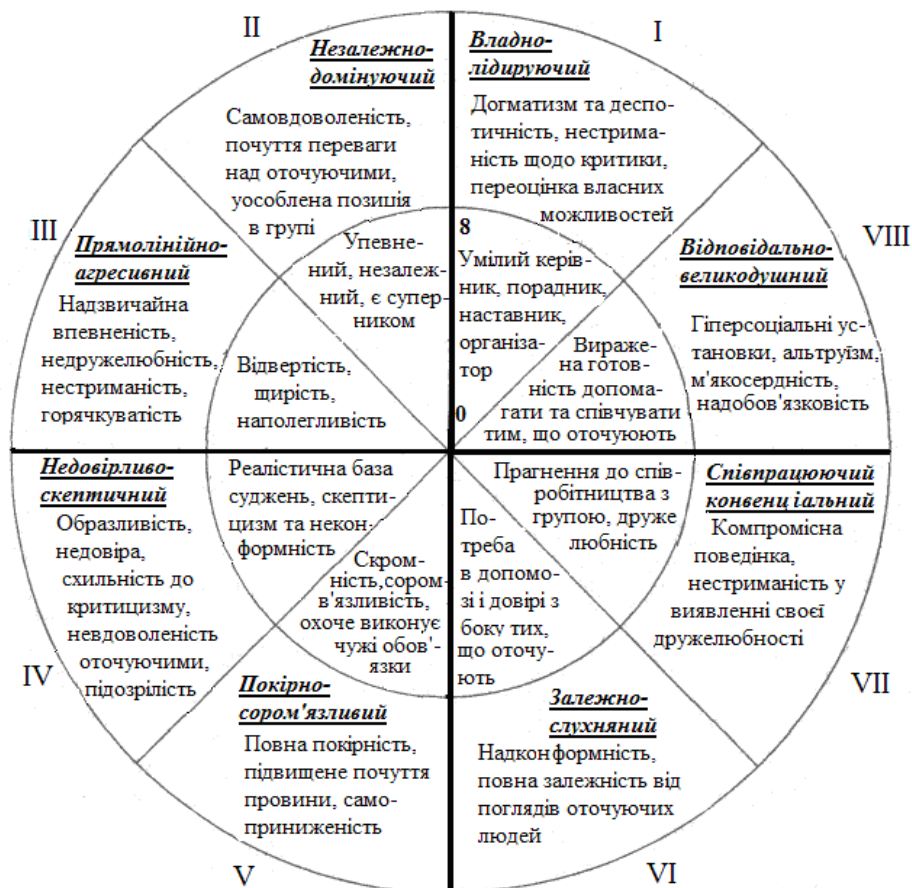 II
I
Незалежно-
домінуючий
Самовдоволеність,
почуття переваги
над оточуючими,
уособлена позиція
в групі
Упевне-
ний, незалеж-
ний, є супер-
ником
Владно-
лідируючий
Догматизм та деспо-
тичність, нестрима-
ність щодо критики,
переоцінка власних
можливостей
8
Умілий керів-
ник, порадник,
наставник,
організа-
тор
0
III
Прямолінійно-
агресивний
Надзвичайна
впевненість,
недружелюбність,
нестриманість,
горячкуватість
Відвертість,
щирість,
наполегливість
VIII
Відповідально-
великодушний
Гіперсоціальні ус-
тановки, альтруїзм,
м'якосердність,
надобов'язковість
Вираже-
на готов-
ність допома-
гати та співчувати
тим, що оточуюють
Недовірливо-
скептичний
Образливість,
недовіра,
схильність до
критицизму,
невдоволеність
оточуючими,
підозрілість
IV
Реалістична база
суджень, скепти-
цизм та некон-
формність
Співпрацюючий
конвенц іальний
Компромісна
поведінка,
нестриманість у
виявленні своєї
дружелюбності
VII
Прагнення до спів-
робітництва з
групою, друже
любність
Скром-
ність,сором-
в'язливість,
охоче виконує
чужі обов'-
язки
Покірно-
сором'язливий
Повна покірність,
підвищене почуття
провини, само-
приниженість
V
По-
треба
в допомо-
зі і довірі з
боку тих,
що оточу-
ють
Залежно-
слухняний
Надконформність,
повна залежність від
поглядів оточуючих
людей
VI